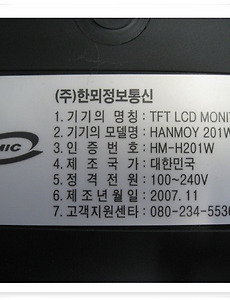 (주)한뫼정보통신
1. 기기의 명칭 : TFT LCD MONIT
2. 기기의 모델명 : HANMOY 201W
3. 인 증 번 호 : HM-H201W
4. 제 조 국 가 : 대한민국
5. 정 격 전 원 : 100~240V
6. 제 조 년 월 일 : 2007. 11
7. 고객지원센타 : 080-234-5536
MIC